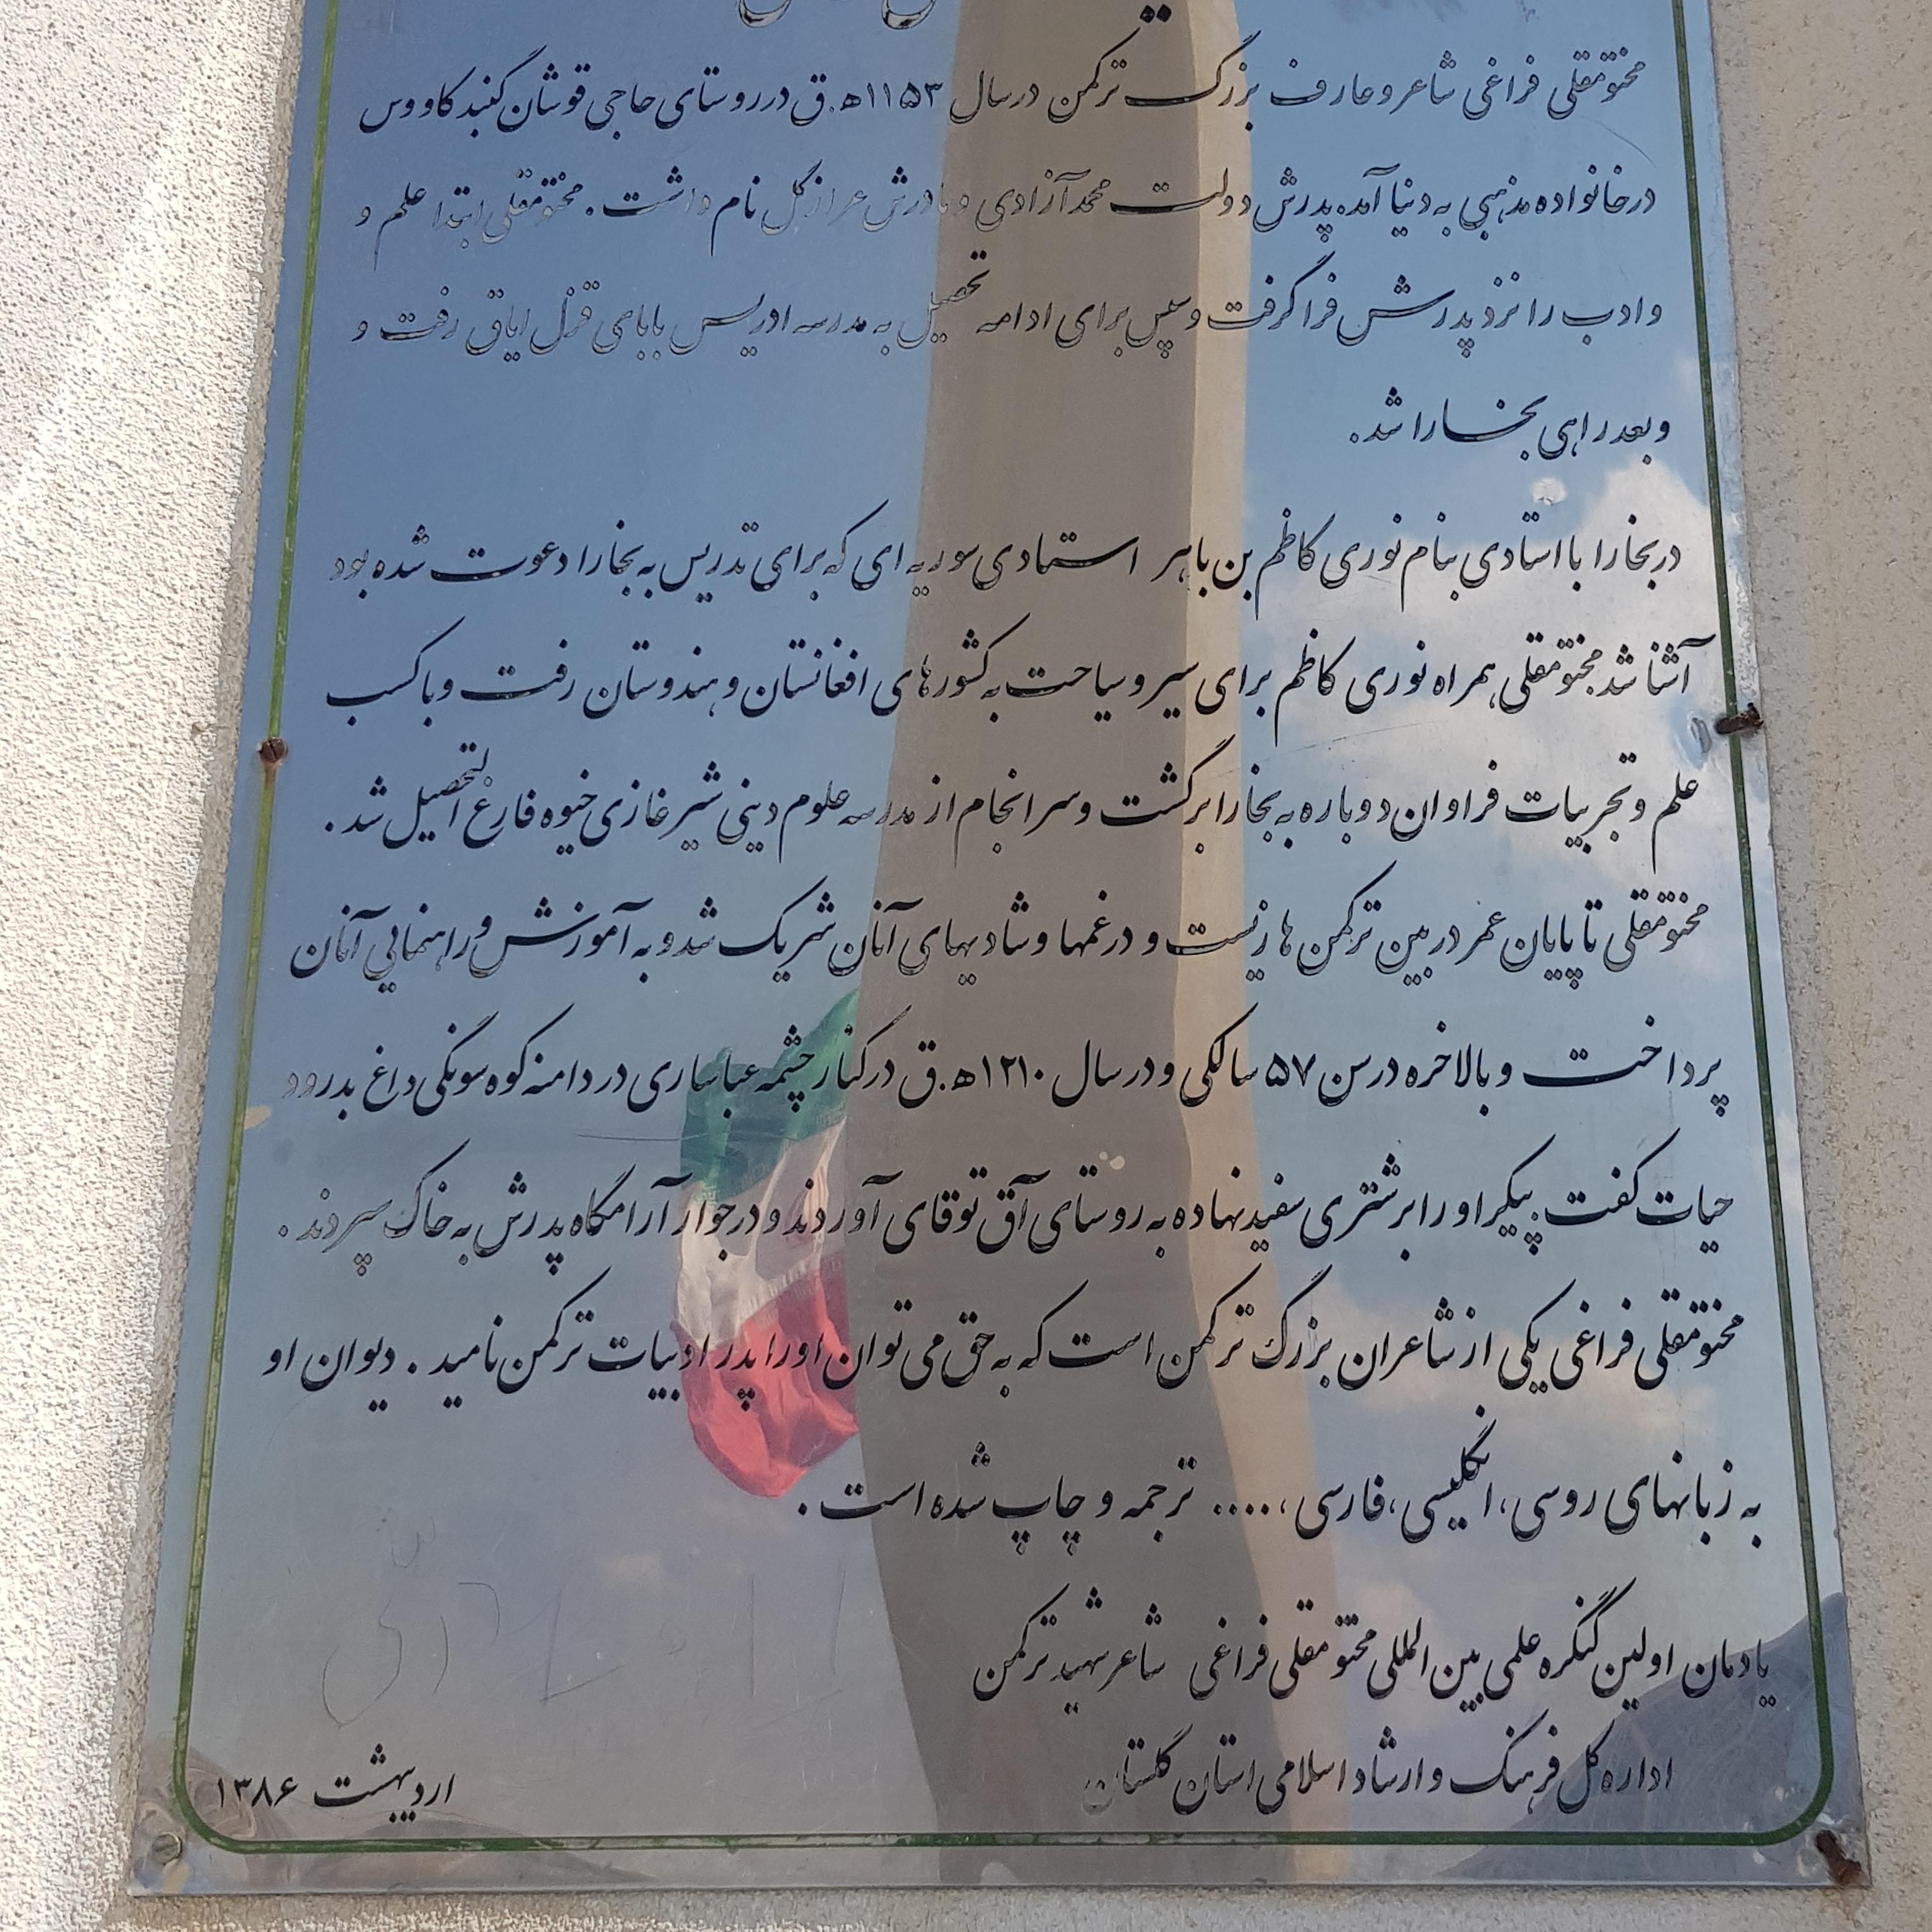 مختومقلی فراغی شاعر و عارف بزرگ ترکمن در سال ۱۱۵۳ه.ق در روستای حاجی قوشان گنبد کاووس
در خانواده مذهبی به دنیا آمد. پدرش دولت محمد آزادی و مادرش عرازگل نام داشت. مختومقلی ابتدا علم و
و ادب را نزد پدرش فرا گرفت و سپس برای ادامه تحصیل به مدرسه ادریس بابای قزل ایاق رفت و
و بعد راهی بخارا شد.
در بخارا با استادی بنام نوری کاظم بن باهر استادی سوریه ای که برای تدریس به بخارا دعوت شده بود
آشنا شد مختومقلی همراه نوری کاظم برای سیر و سیاحت به کشورهای افغانستان و هندوستان رفت و با کسب
علم و تجربیات فراوان دوباره به بخارا برگشت و سرانجام از مدرسه علوم دینی شیرغازی خیوه فارغ التحصیل شد.
مختومقلی تا پایان عمر در بین ترکمن ها زیست و در غمها و شادیهای آنان شریک شد و به آموزش و راهنمایی آنان
پرداخت و بالاخره در سن ۵۷ سالگی و در سال ۱۲۱۰ه.ق در کنار چشمه عباساری در دامنه کوه سونگی داغ بدرود
حیات گفت. پیکر او را بر شتری سفید نهاده به روستای آق توقای آوردند و در جوار آرامگاه پدرش به خاک سپردند.
مختومقلی فراغی یکی از شاعران بزرگ ترکمن است که به حق می توان او را پدر ادبیات ترکمن نامید. دیوان او
به زبانهای روسی، انگلیسی، فارسی، .... ترجمه و چاپ شده است.
یادمان اولین کنگره علمی بین المللی مختومقلی فراغی شاعر شهید ترکمن
اداره کل فرهنگ و ارشاد اسلامی استان گلستان
اردیبهشت ۱۳۸۶